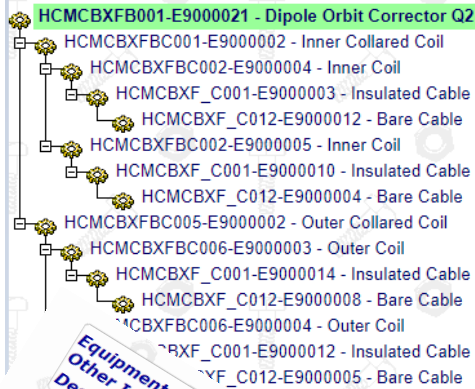 HCMCBXFB001-E9000021 - Dipole Orbit Corrector Q2
HCMCBXFBC001-E9000002 - Inner Collared Coil
HCMCBXFBC002-E9000004 - Inner Coil
HCMCBXF_C001-E9000003 - Insulated Cable
HCMCBXF_C012-E9000012 - Bare Cable
HCMCBXFBC002-E9000005 - Inner Coil
HCMCBXF_C001-E9000010 - Insulated Cable
HCMCBXF_C012-E9000004 - Bare Cable
HCMCBXFBC005-E9000002 - Outer Collared Coil
HCMCBXFBC006-E9000003 - Outer Coil
HCMCBXF_C001-E9000014 - Insulated Cable
HCMCBXF_C012-E9000008 - Bare Cable
MCBXFBC006-E9000004 - Outer Coil
BXF_C001-E9000012 - Insulated Cable
XF_C012-E9000005 - Bare Cable
Equipment
Other